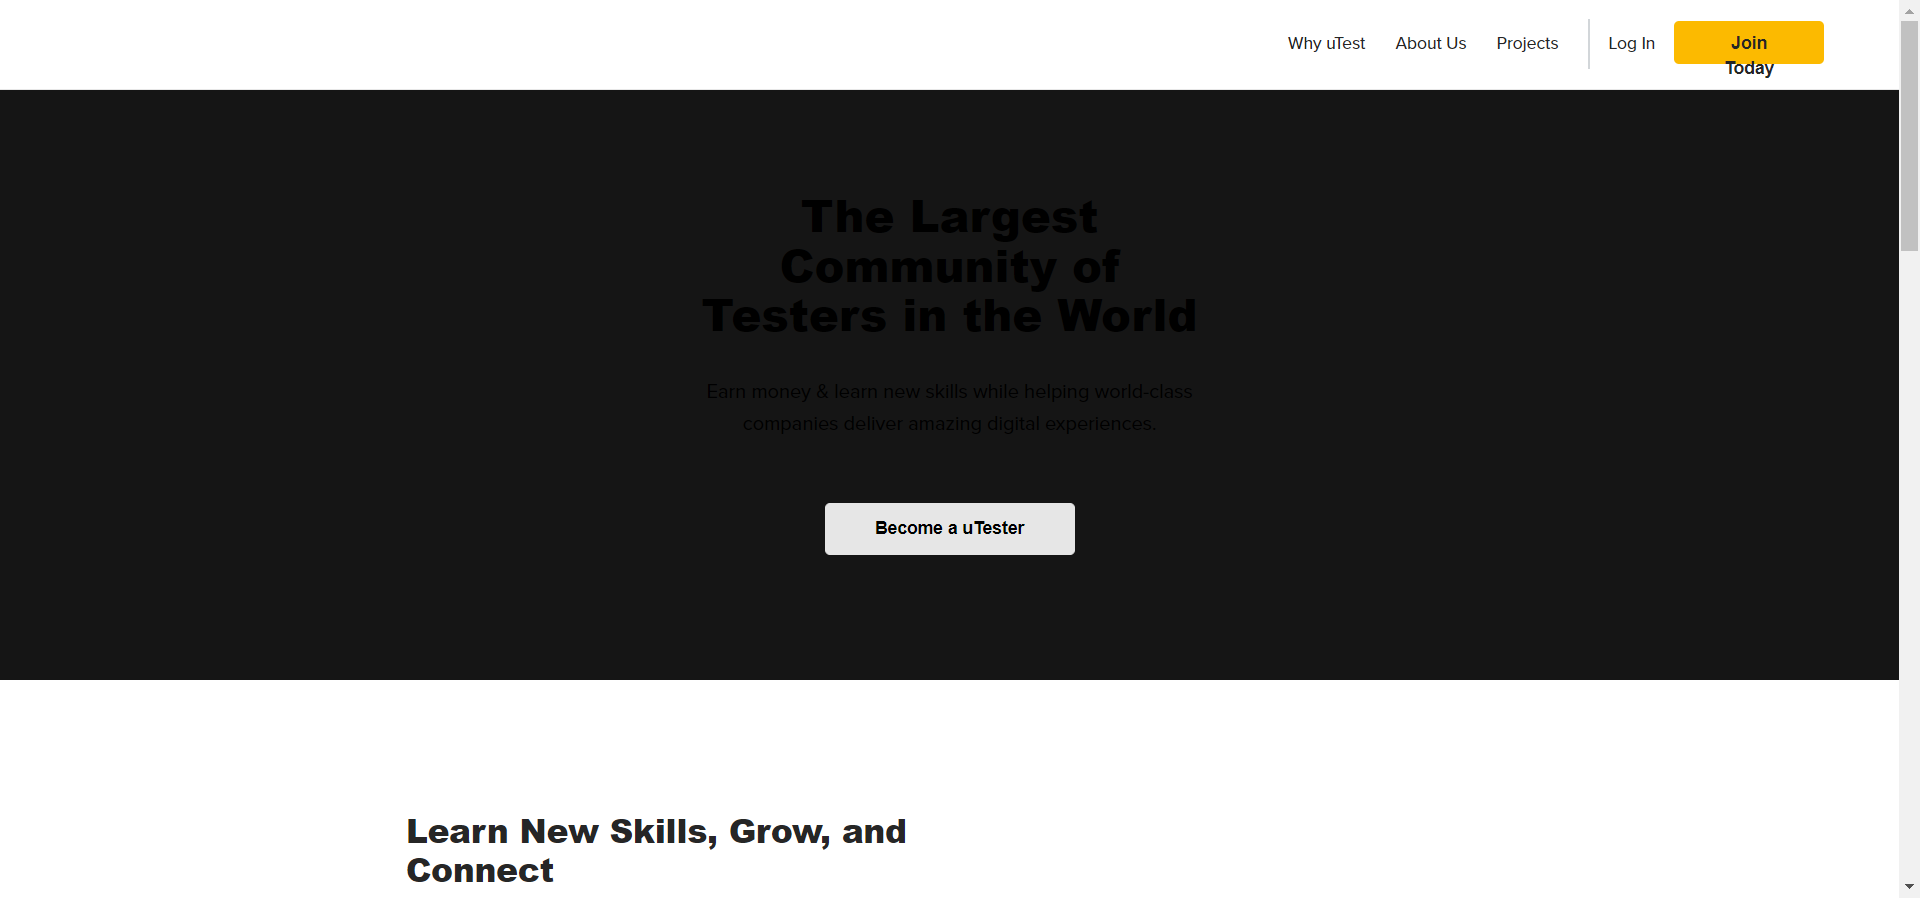 Why uTest
About Us
Projects
Log In
Join
Today
The Largest
Community of
Testers in the World
Earn money & learn new skills while helping world-class
companies deliver amazing digital experiences.
Become a uTester
Learn New Skills, Grow, and
Connect